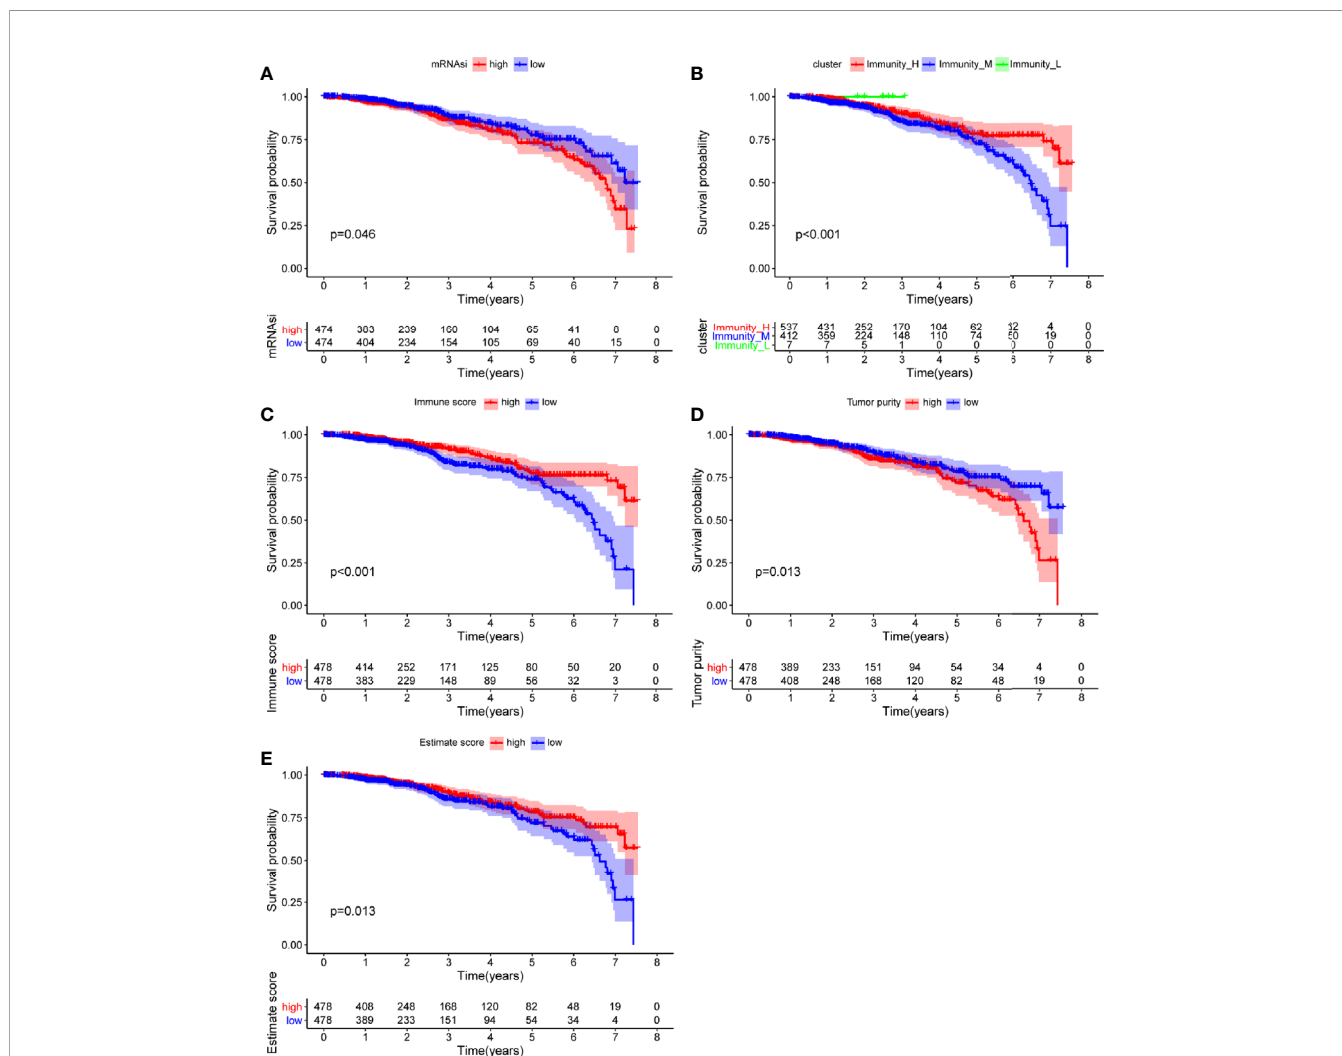 A
mRNAsi high low
Survival probability
1.00
0.75
0.50
0.25
0.00
p=0.046
0 1 2 3 4 5 6 7 8
Time(years)
mRNAsi
high 474 239 160 104 65 41 0
low 474 404 234 154 105 69 40 15 0
0 1 2 3 4 5 6 7 8
Time(years)
B
cluster Immunity_H Immunity_M Immunity_L
Survival probability
1.00
0.75
0.50
0.25
0.00
p<0.001
0 1 2 3 4 5 6 7 8
Time(years)
cluster
Immunity_H 537 431 252 170 104 62 4 0
Immunity_M 412 359 224 148 110 74 19 0
Immunity_L 7 7 5 1 0 0 0 0 0
0 1 2 3 4 5 6 7 8
Time(years)
C
Immune score high low
Survival probability
1.00
0.75
0.50
0.25
0.00
p<0.001
0 1 2 3 4 5 6 7 8
Time(years)
Immune score
high 478 414 252 171 125 80 50 20 0
low 478 383 229 148 89 56 32 3 0
0 1 2 3 4 5 6 7 8
Time(years)
D
Tumor purity high low
Survival probability
1.00
0.75
0.50
0.25
0.00
p=0.013
0 1 2 3 4 5 6 7 8
Time(years)
Tumor purity
high 478 389 233 151 94 54 34 4 0
low 478 408 248 168 120 82 48 19 0
0 1 2 3 4 5 6 7 8
Time(years)
E
Estimate score high low
Survival probability
1.00
0.75
0.50
0.25
0.00
p=0.013
0 1 2 3 4 5 6 7 8
Time(years)
Estimate score
high 478 408 248 168 120 82 48 19 0
low 478 389 233 151 94 54 34 4 0
0 1 2 3 4 5 6 7 8
Time(years)